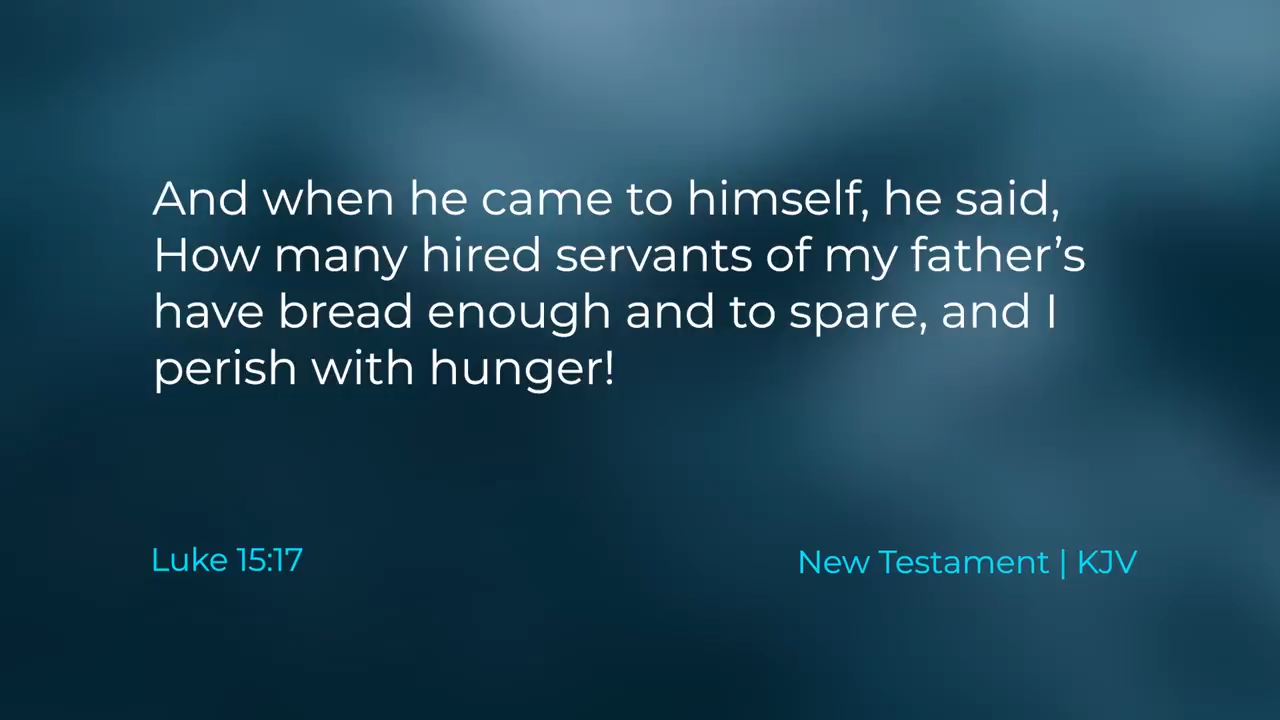 And when he came to himself, he said,
How many hired servants of my father’s
have bread enough and to spare, and I
perish with hunger!
Luke 15:17
New Testament | KJV